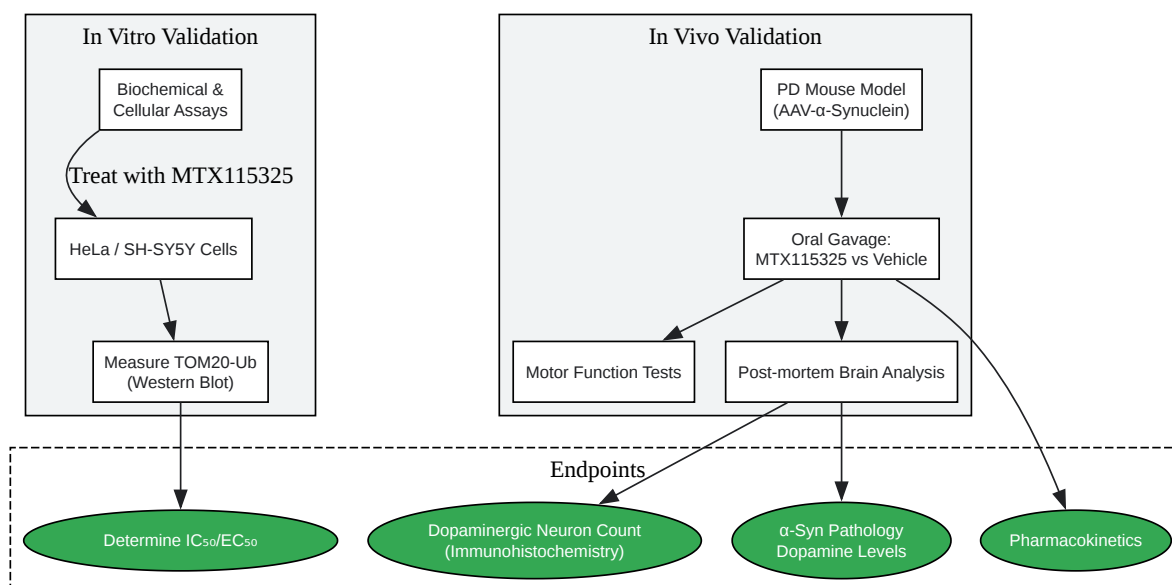 In Vitro Validation
Biochemical &
Cellular Assays
Treat with MTX115325
HeLa / SH-SY5Y Cells
Measure TOM20-Ub
(Western Blot)
In Vivo Validation
PD Mouse Model
(AAV-α-Synuclein)
Oral Gavage:
MTX115325 vs Vehicle
Motor Function Tests
Post-mortem Brain Analysis
Endpoints
Determine IC₅₀/EC₅₀
Dopaminergic Neuron Count
(Immunohistochemistry)
α-Syn Pathology
Dopamine Levels
Pharmacokinetics